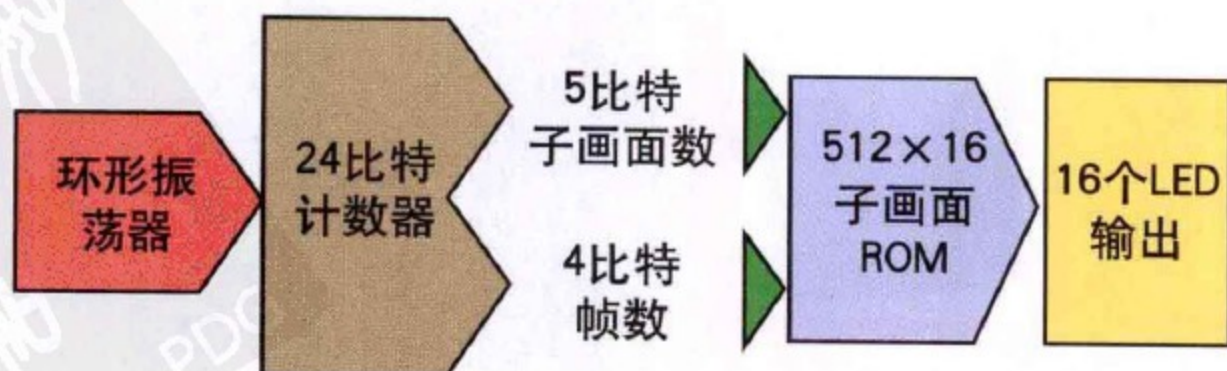 环形振
荡器
24比特
计数器
5比特
子画面数
4比特
帧数
512×16
子画面
ROM
16个LED
输出
PDG